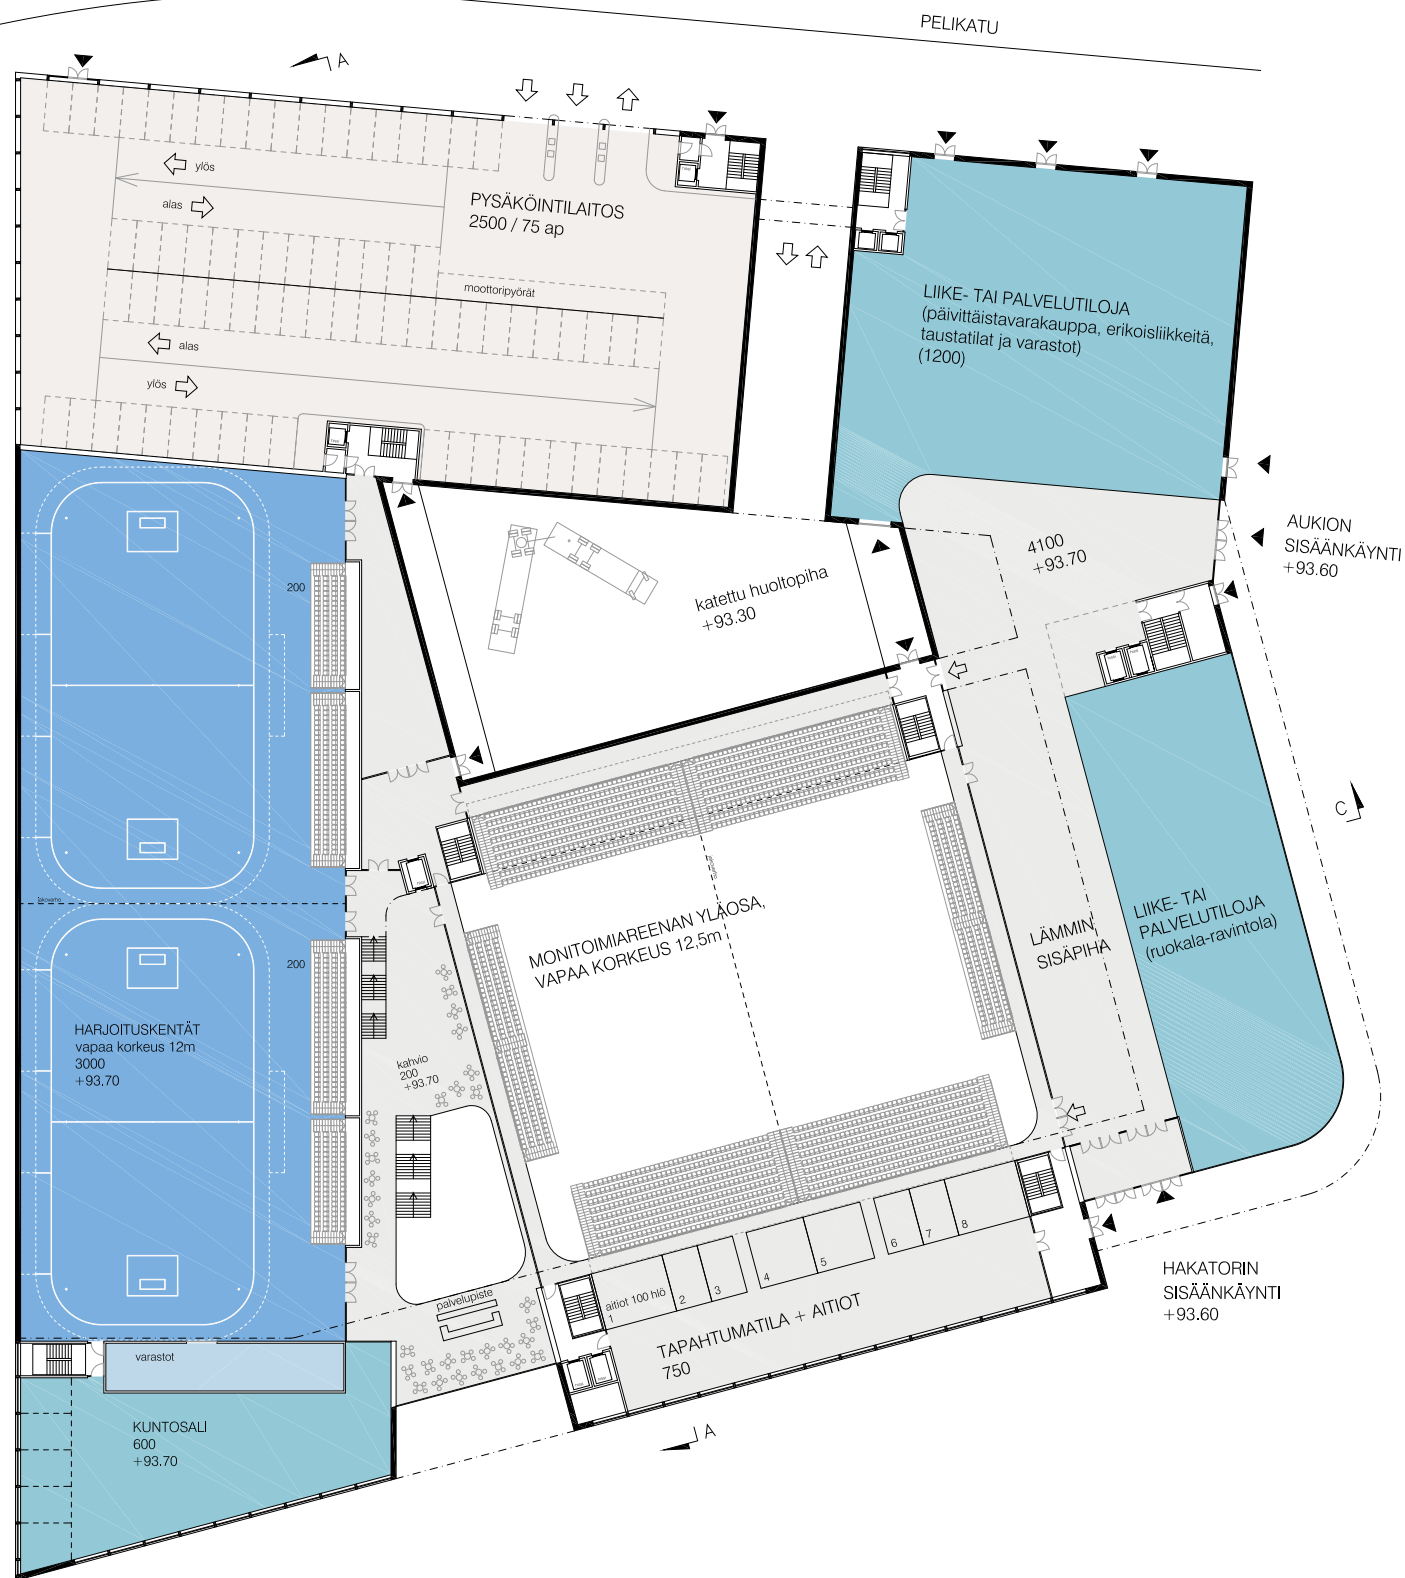 PELIKATU
A
ylös
alas
PYSÄKÖINTILAITOS
2500 / 75 ap
moottoripyörät
alas
ylös
LIIKE- TAI PALVELUTILOJA
(päivittäistavarakauppa, erikoisliikkeitä,
taustatilat ja varastot)
(1200)
AUKION
SISÄÄNKÄYNTI
+93.60
4100
+93.70
katettu huoltopiha
+93.30
200
C
LIIKE- TAI
PALVELUTILOJA
(ruokala-ravintola)
LÄMMIN
SISÄPIHA
MONITOIMIAREENAN YLÄOSA,
VAPAA KORKEUS 12,5m
200
HARJOITUSKENTÄT
vapaa korkeus 12m
3000
+93.70
kahvio
200
+93.70
palvelupiste
aitiot 100 hlö
1
2
3
4
5
6
7
8
TAPAHTUMATILA + AITIOT
750
HAKATORIN
SISÄÄNKÄYNTI
+93.60
varastot
KUNTOSALI
600
+93.70
A